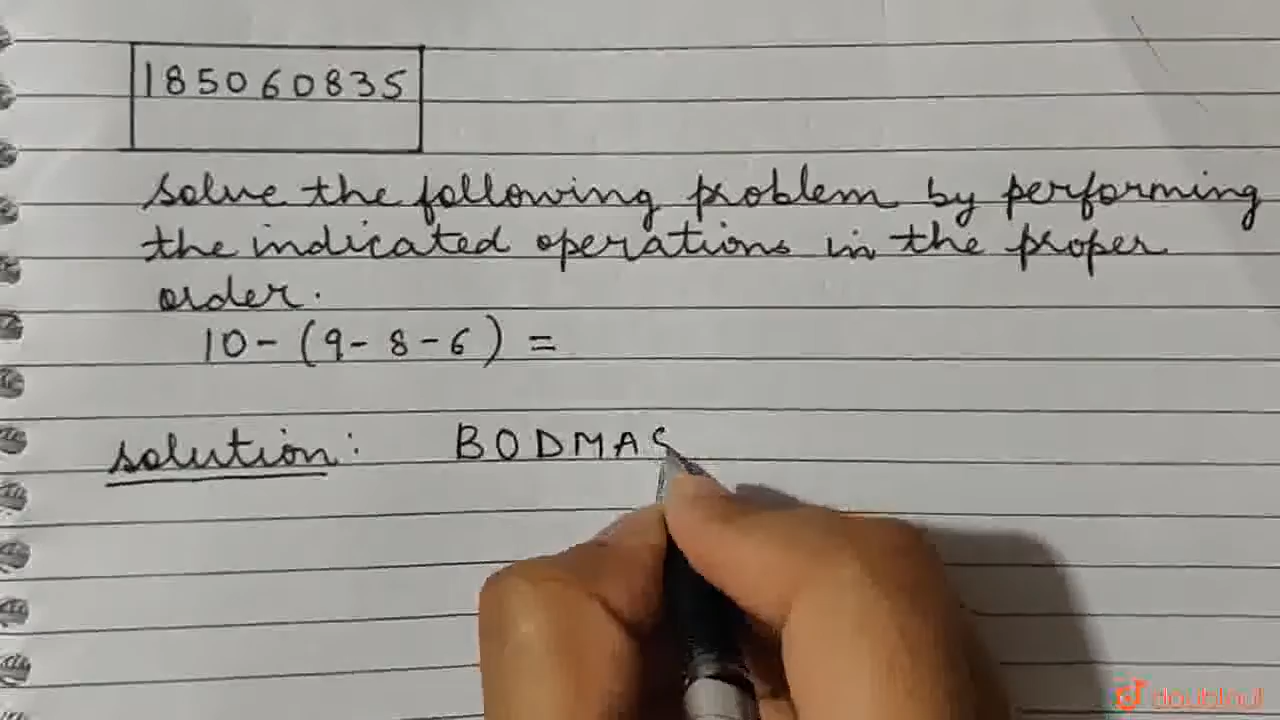 185060835
solve the following problem by performing
the indicated operations in the proper
order.
10 - (9 - 8 - 6) =
solution: BODMAS
doubtnut